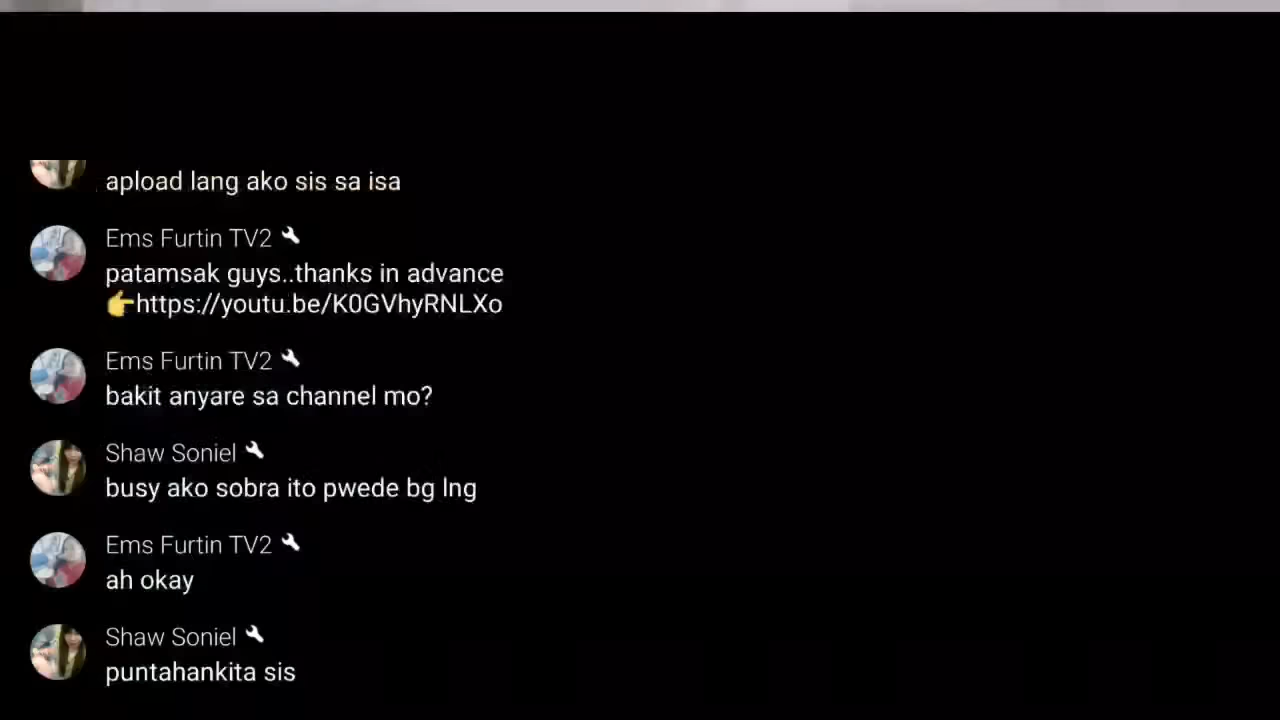 apload lang ako sis sa isa
Ems Furtin TV2
patamsak guys..thanks in advance
👉https://youtu.be/K0GVhyRNLXo
Ems Furtin TV2
bakit anyare sa channel mo?
Shaw Soniel
busy ako sobra ito pwede bg lng
Ems Furtin TV2
ah okay
Shaw Soniel
puntahankita sis